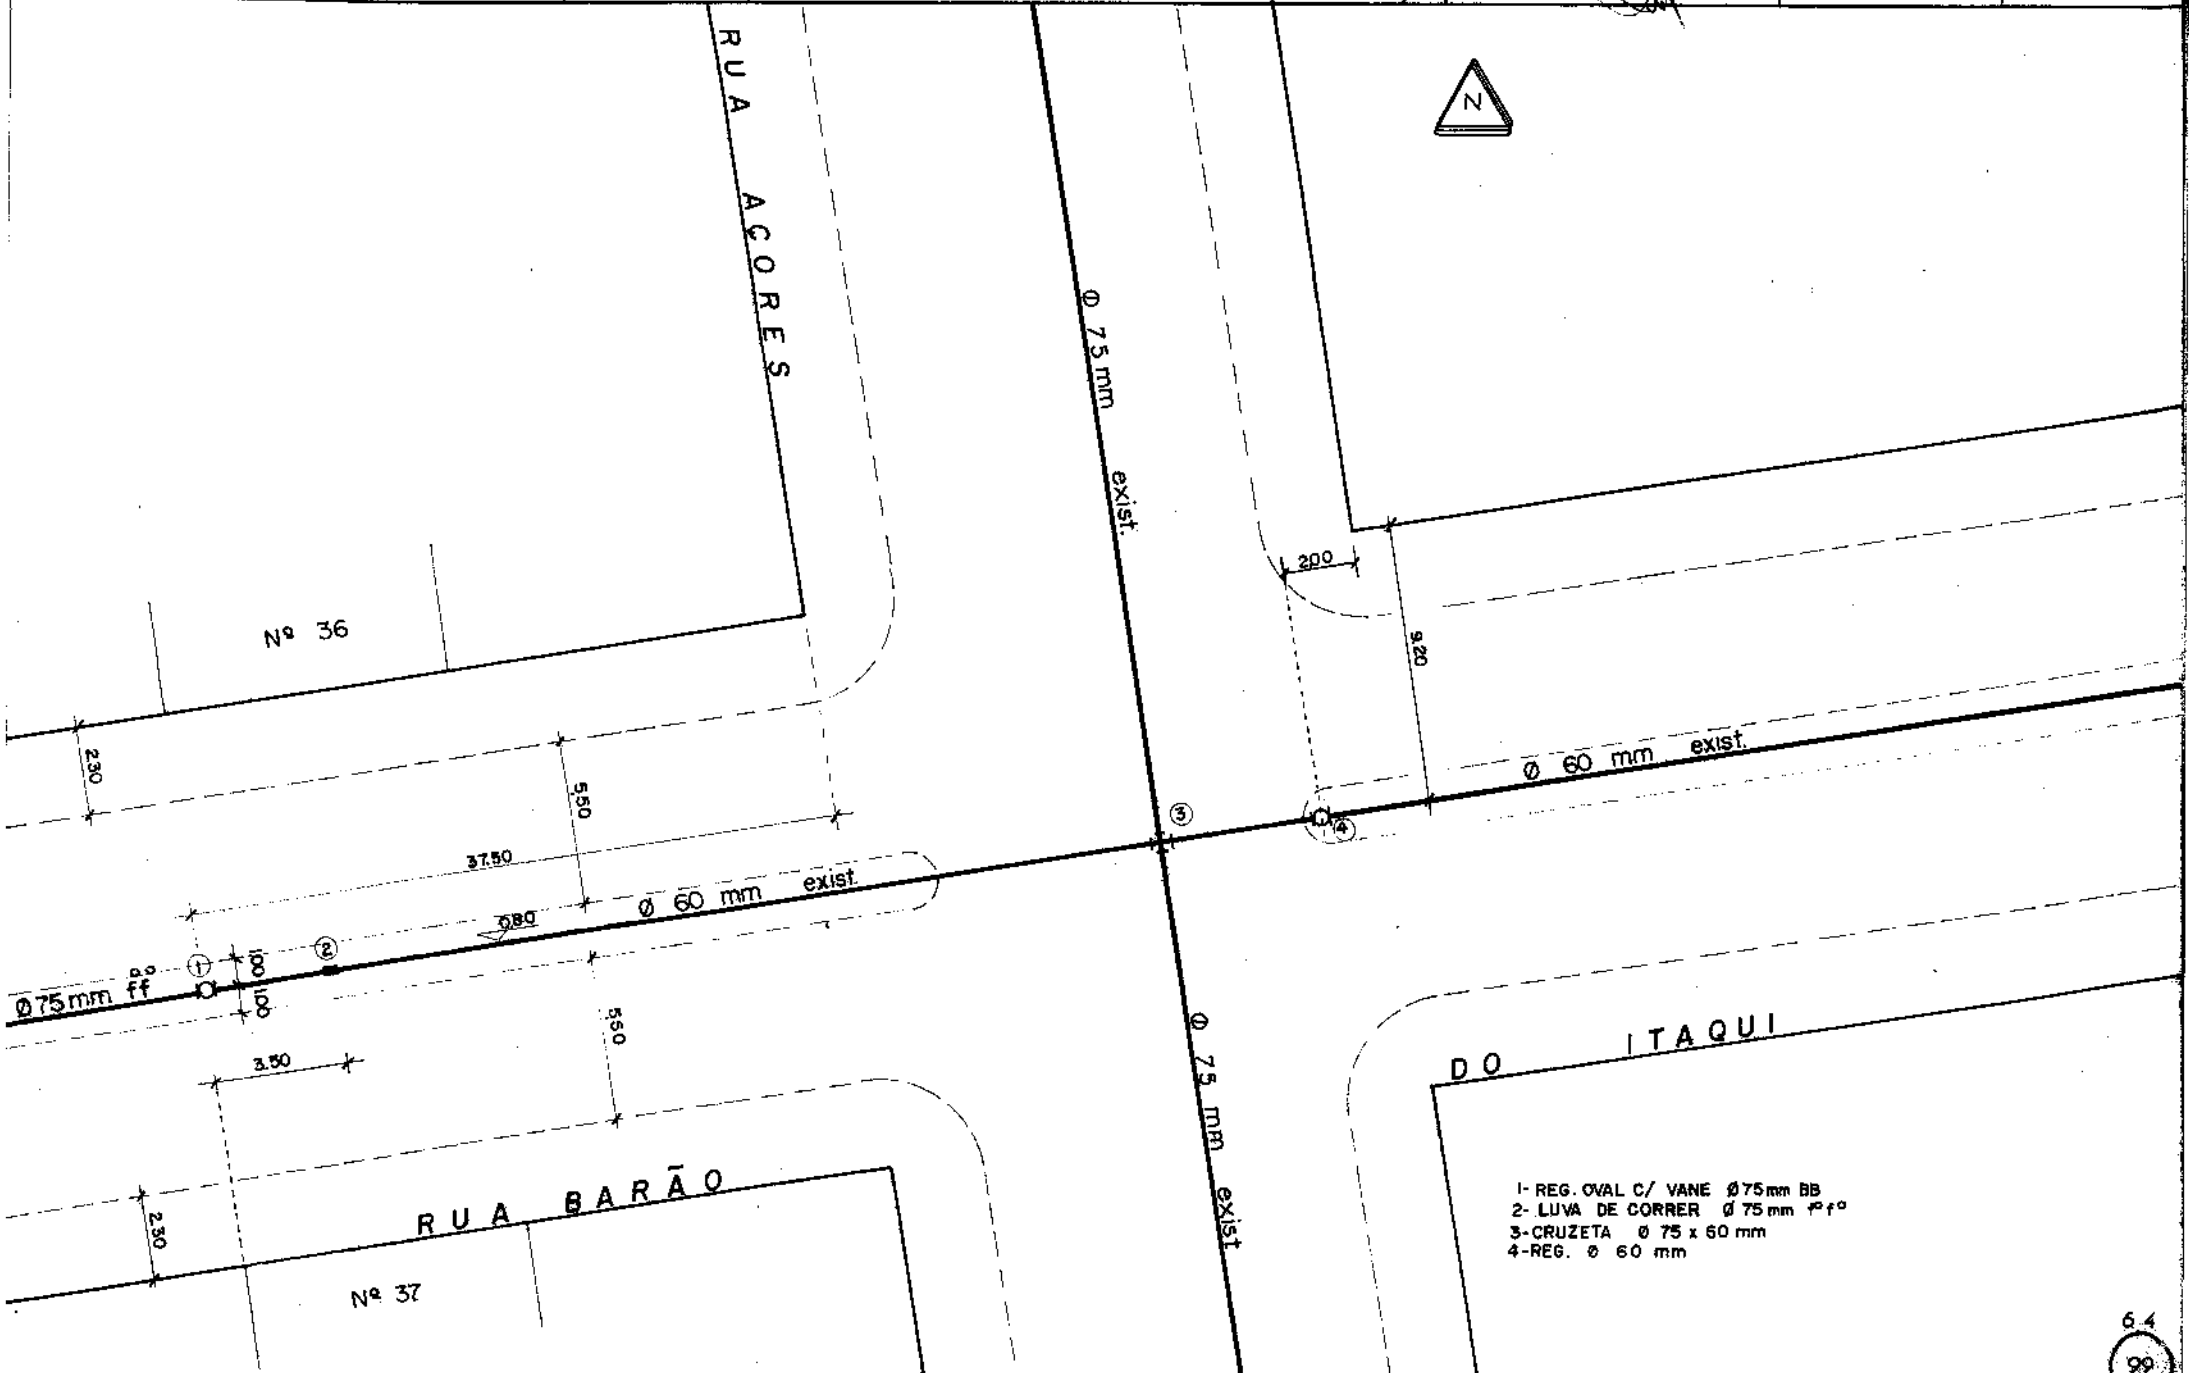 RUA AÇORES
N
Ø 75 mm exist.
2.00
9.20
Nº 36
2.30
5.50
37.50
Ø 60 mm exist.
3
4
Ø 60 mm exist.
0.80
2
1
1.00
1.00
Ø75mm ff
3.50
5.50
Ø 75 mm exist
DO ITAQUI
RUA BARÃO
2.30
Nº 37
1- REG. OVAL C/ VANE Ø75mm BB
2- LUVA DE CORRER Ø 75 mm fºfº
3-CRUZETA Ø 75 x 60 mm
4-REG. Ø 60 mm
6.4
99